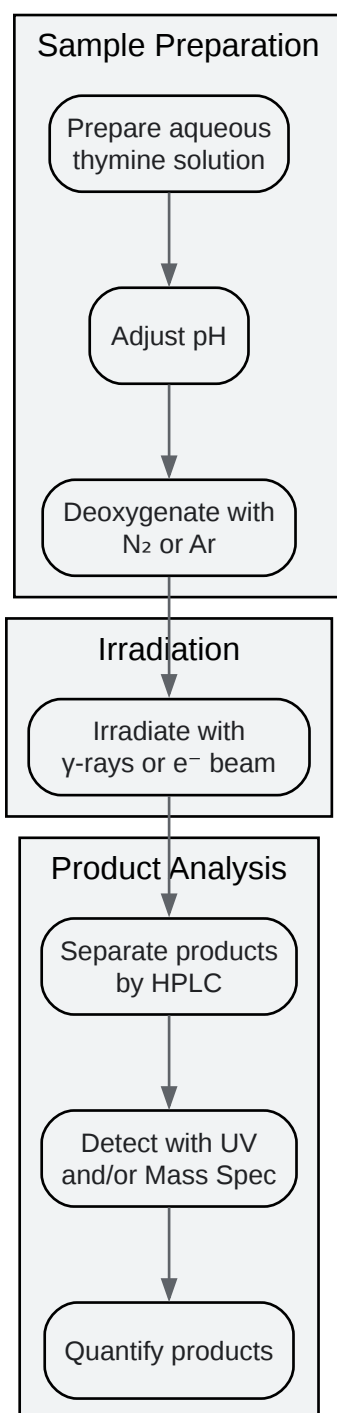 Sample Preparation
Prepare aqueous
thymine solution
Adjust pH
Deoxygenate with
N₂ or Ar
Irradiation
Irradiate with
γ-rays or e⁻ beam
Product Analysis
Separate products
by HPLC
Detect with UV
and/or Mass Spec
Quantify products